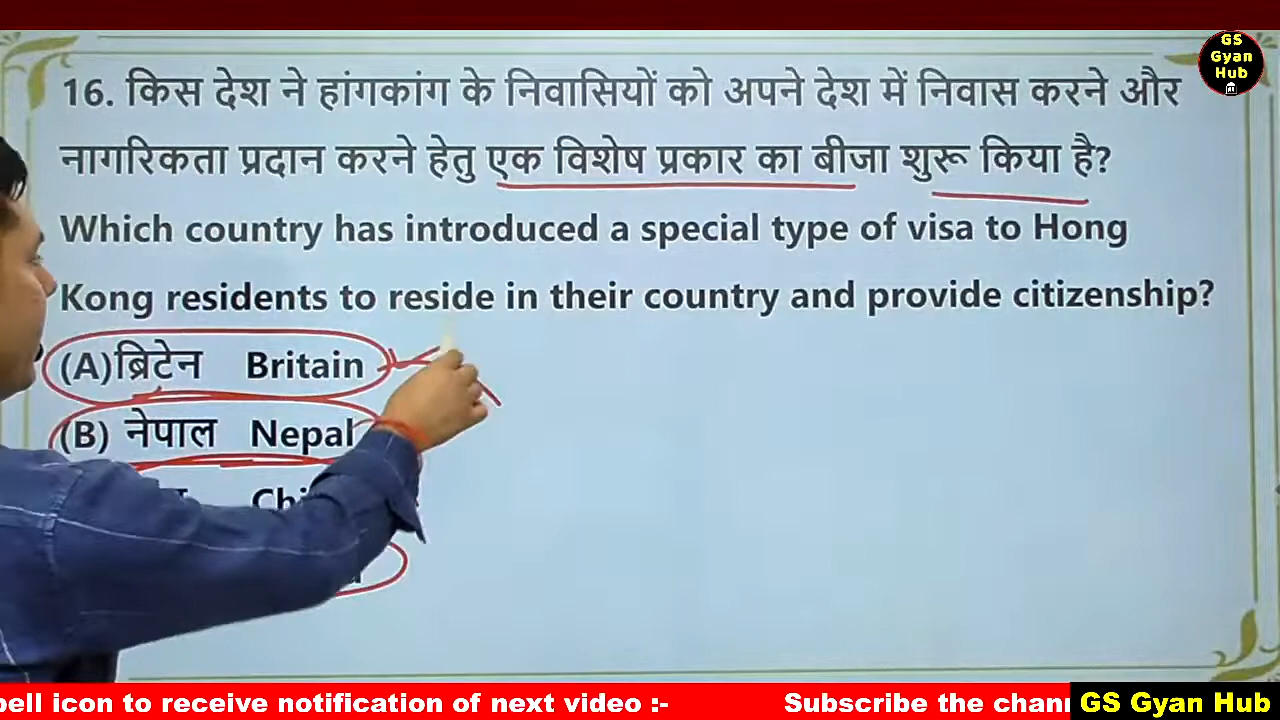 GS
Gyan
Hub
16. किस देश ने हांगकांग के निवासियों को अपने देश में निवास करने और
नागरिकता प्रदान करने हेतु एक विशेष प्रकार का बीजा शुरू किया है?
Which country has introduced a special type of visa to Hong
Kong residents to reside in their country and provide citizenship?
(A)ब्रिटेन Britain
(B) नेपाल Nepal
Chi
bell icon to receive notification of next video :- Subscribe the chan
GS Gyan Hub